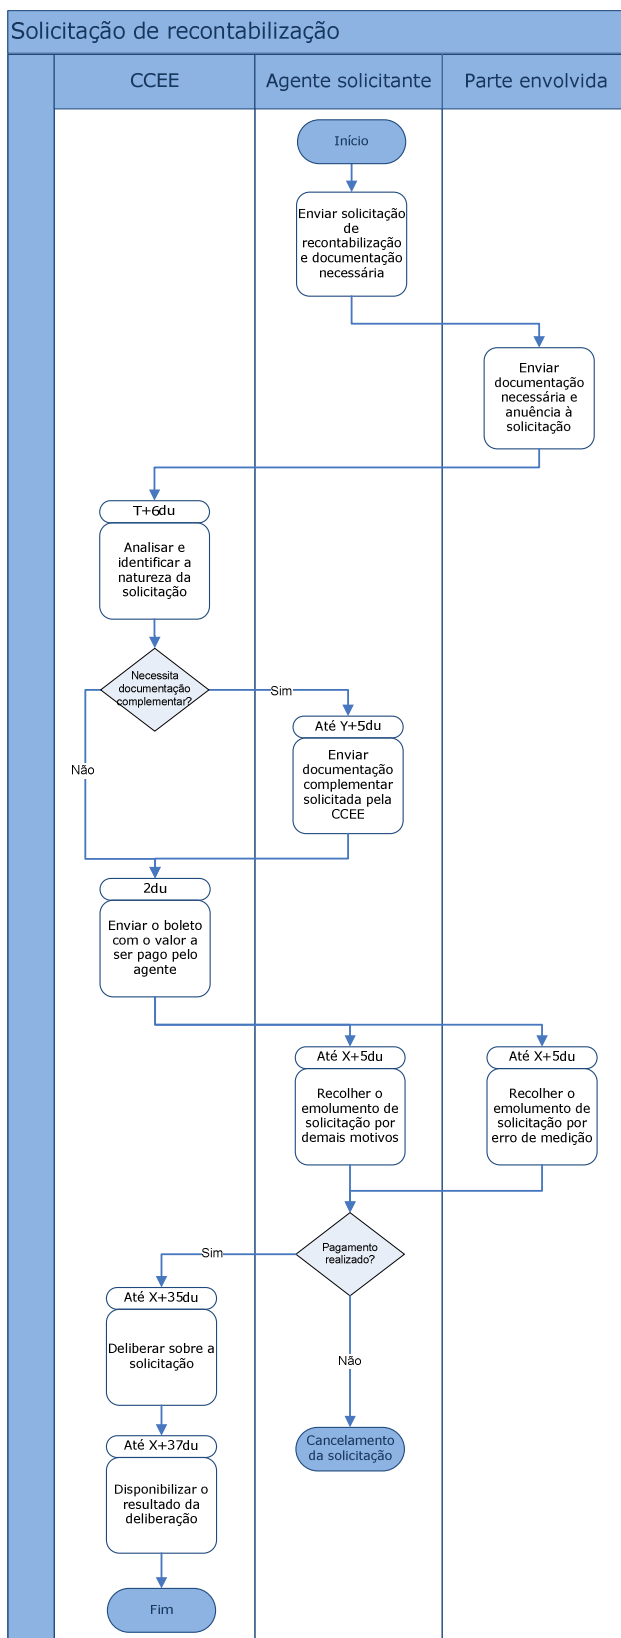 Solicitação de recontabilização
CCEE
Agente solicitante
Parte envolvida
Início
Enviar solicitação
de
recontabilização
e documentação
necessária
Enviar
documentação
necessária e
anuência à
solicitação
T+6du
Analisar e
identificar a
natureza da
solicitação
Necessita
documentação
complementar?
Sim
Não
Até Y+5du
Enviar
documentação
complementar
solicitada pela
CCEE
2du
Enviar o boleto
com o valor a
ser pago pelo
agente
Até X+5du
Recolher o
emolumento de
solicitação por
demais motivos
Até X+5du
Recolher o
emolumento de
solicitação por
erro de medição
Pagamento
realizado?
Sim
Não
Até X+35du
Deliberar sobre a
solicitação
Cancelamento
da solicitação
Até X+37du
Disponibilizar o
resultado da
deliberação
Fim